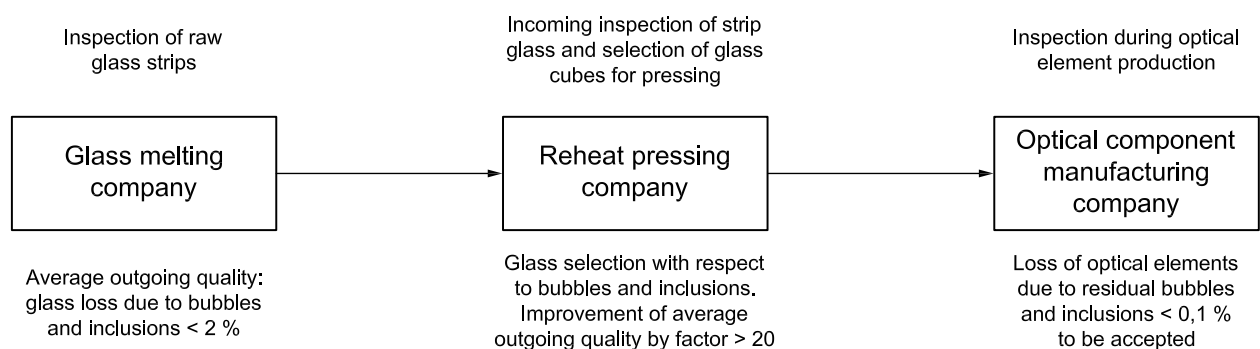 Inspection of raw
glass strips
Incoming inspection of strip
glass and selection of glass
cubes for pressing
Inspection during optical
element production
Glass melting
company
Reheat pressing
company
Optical component
manufacturing
company
Average outgoing quality:
glass loss due to bubbles
and inclusions < 2 %
Glass selection with respect
to bubbles and inclusions.
Improvement of average
outgoing quality by factor > 20
Loss of optical elements
due to residual bubbles
and inclusions < 0,1 %
to be accepted